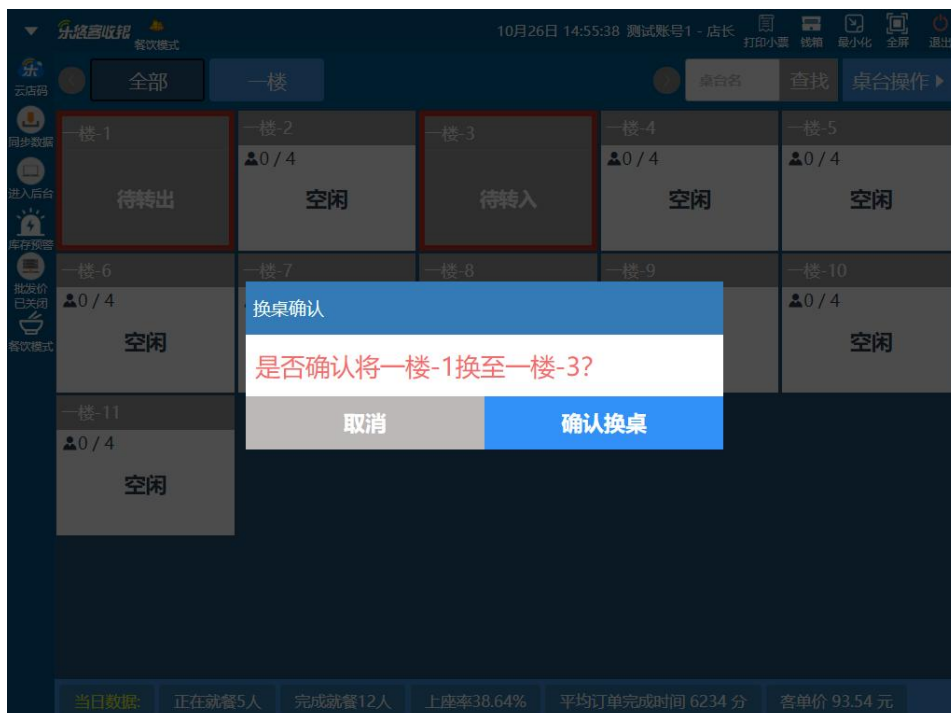 乐络客收银 餐饮模式 10月26日 14:55:38 测试账号1 - 店长 打印小票 钱箱 最小化 全屏 退出
云店码 全部 一楼 桌台名 查找 桌台操作
同步数据
进入后台
库存预警
批发价
已关闭
餐饮模式
一楼-1 一楼-2 一楼-3 一楼-4 一楼-5
0 / 4 0 / 4 0 / 4
待转出 空闲 待转入 空闲 空闲
一楼-6 一楼-7 一楼-8 一楼-9 一楼-10
0 / 4 0 / 4
空闲 空闲
换桌确认
是否确认将一楼-1换至一楼-3?
取消 确认换桌
一楼-11
0 / 4
空闲
当日数据: 正在就餐5人 完成就餐12人 上座率38.64% 平均订单完成时间 6234 分 客单价 93.54 元